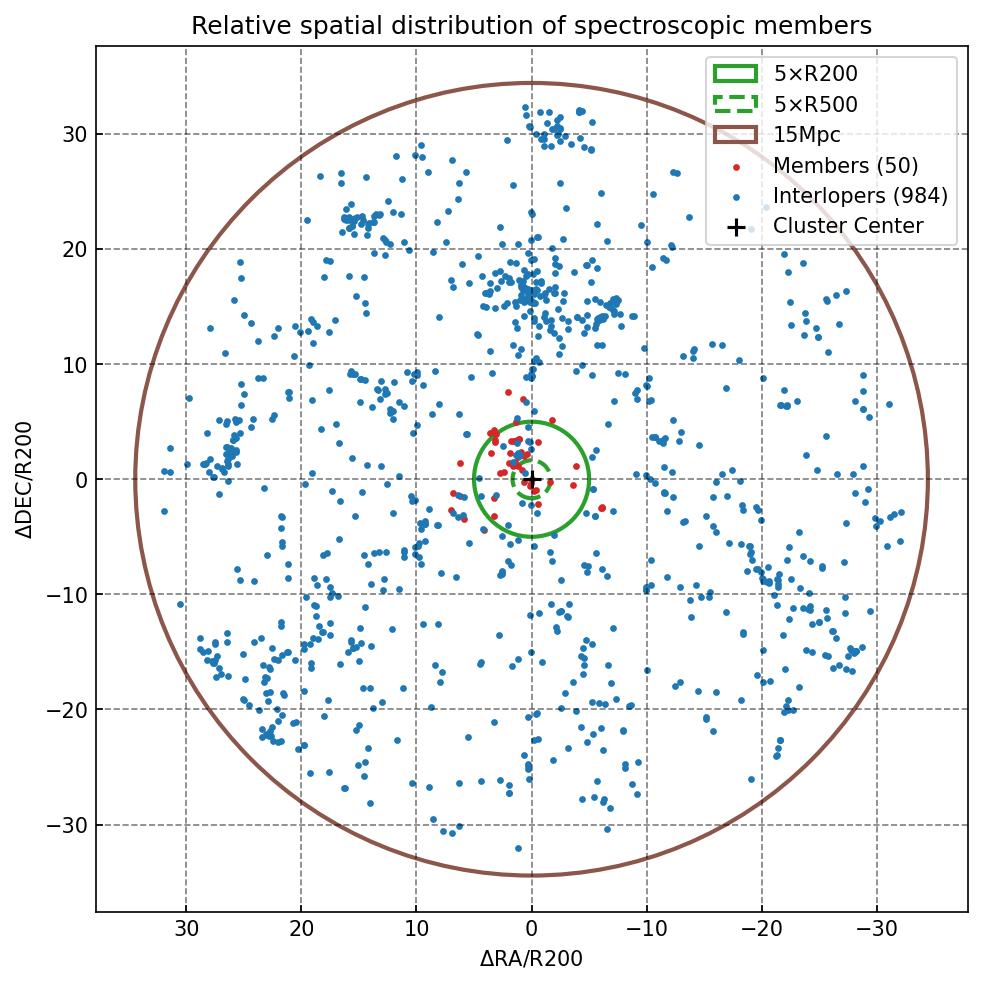 Relative spatial distribution of spectroscopic members
5×R200
5×R500
15Mpc
Members (50)
Interlopers (984)
Cluster Center
30
20
10
0
−10
−20
−30
ΔDEC/R200
30
20
10
0
−10
−20
−30
ΔRA/R200